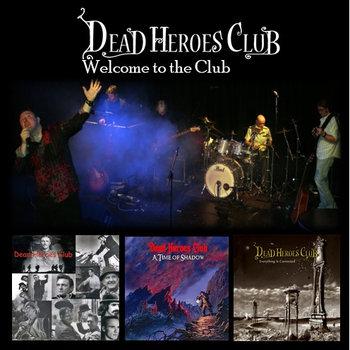 DEAD HEROES CLUB
Welcome to the Club
Dead Heroes Club
Dead Heroes Club
A TIME OF SHADOW
DEAD HEROES CLUB
Everything is Connected